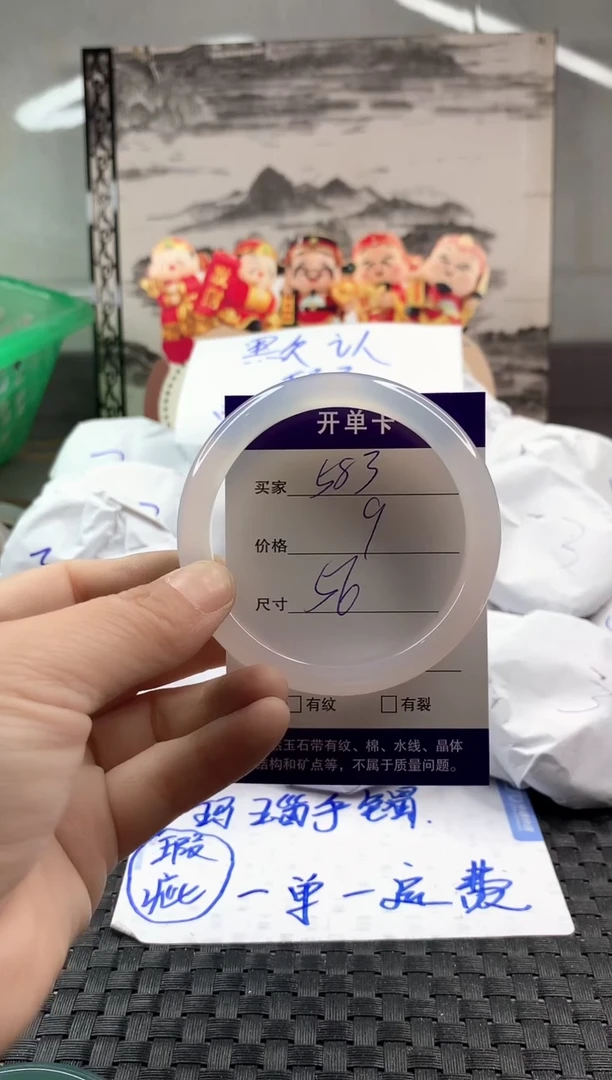 默认
开单卡
买家 583
价格 9
尺寸 56
有纹 有裂
玉石带有纹、棉、水线、晶体
结构和矿点等，不属于质量问题。
玛瑙手镯.
瑕疵
一单一运费